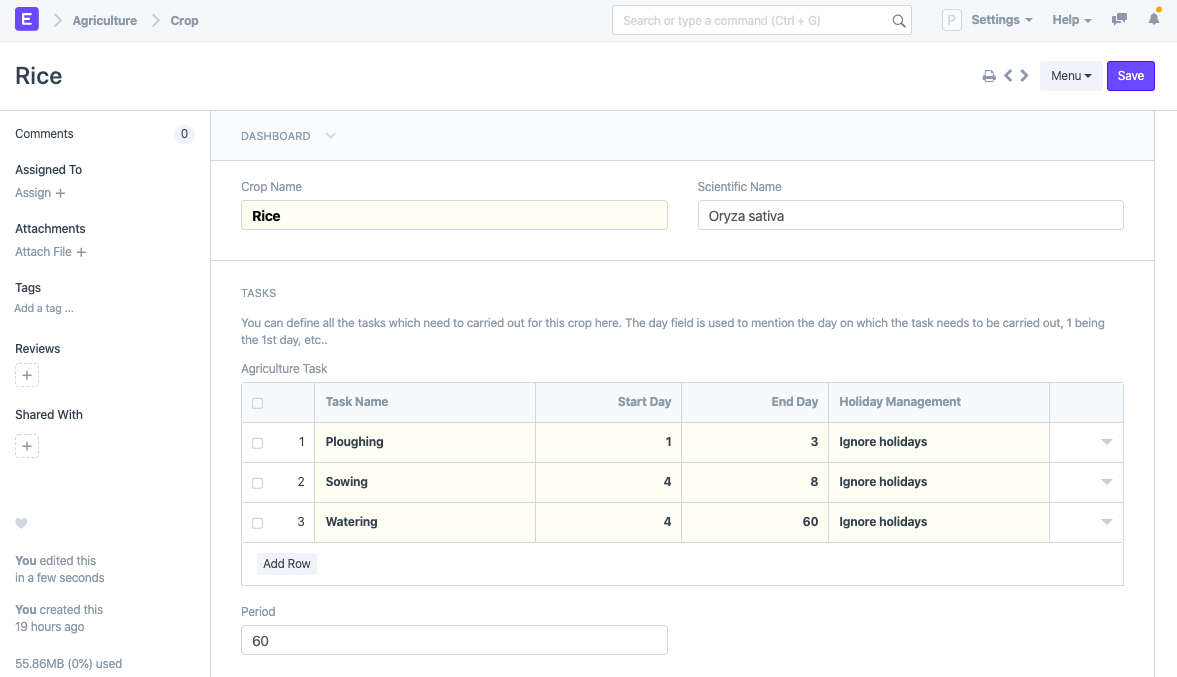 E Agriculture Crop Search or type a command (Ctrl + G) P Settings Help
Rice Menu Save
Comments 0
Assigned To
Assign +
Attachments
Attach File +
Tags
Add a tag ...
Reviews
+
Shared With
+
You edited this
in a few seconds
You created this
19 hours ago
55.86MB (0%) used
DASHBOARD
Crop Name Scientific Name
Rice Oryza sativa
TASKS
You can define all the tasks which need to carried out for this crop here. The day field is used to mention the day on which the task needs to be carried out, 1 being
the 1st day, etc..
Agriculture Task
Task Name Start Day End Day Holiday Management
1 Ploughing 1 3 Ignore holidays
2 Sowing 4 8 Ignore holidays
3 Watering 4 60 Ignore holidays
Add Row
Period
60